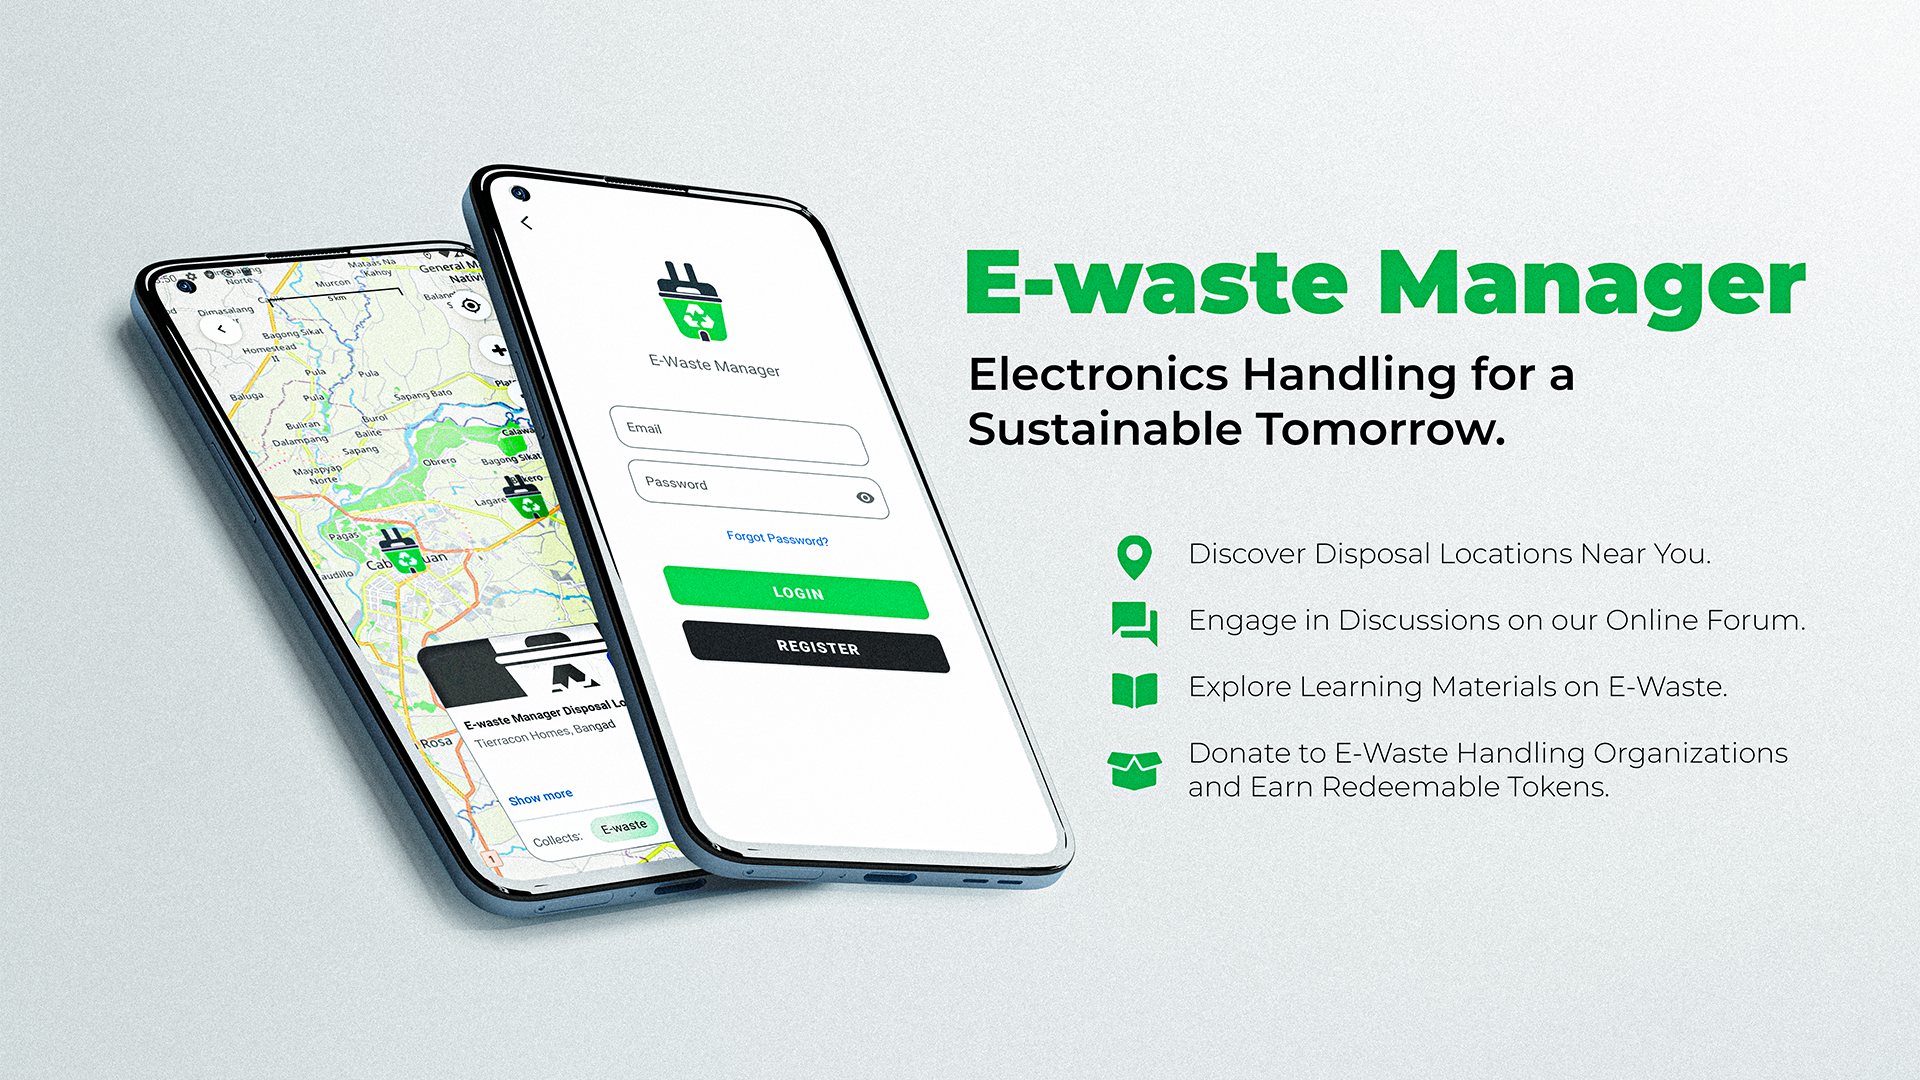 E-waste Manager
Electronics Handling for a
Sustainable Tomorrow.
Discover Disposal Locations Near You.
Engage in Discussions on our Online Forum.
Explore Learning Materials on E-Waste.
Donate to E-Waste Handling Organizations
and Earn Redeemable Tokens.
E-Waste Manager
Email
Password
Forgot Password?
LOGIN
REGISTER
Mataas Na
Kahoy
General M
Nativi
Norte
Murcon
5 km
Dimasalang
Bagong Sikat
Homestead
II
Pula
Pula
Baluga
Pula
Sapang Bato
Buliran
Burol
Dalampang
Balite
Sapang
Obrero
Bagong Sikat
Mayapyap
Norte
Lagare
Pagas
Cab
uan
audillo
Rosa
E-waste Manager Disposal Lo
Tierracon Homes, Bangad
Show more
Collects:
E-waste
1